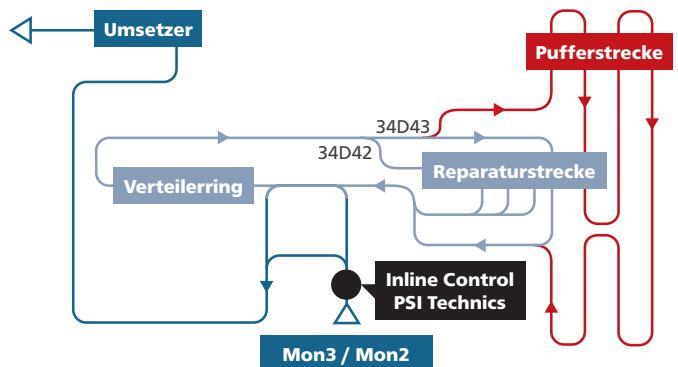 Umsetzer
Pufferstrecke
34D43
34D42
Reparaturstrecke
Verteilerring
Inline Control
PSI Technics
Mon3 / Mon2